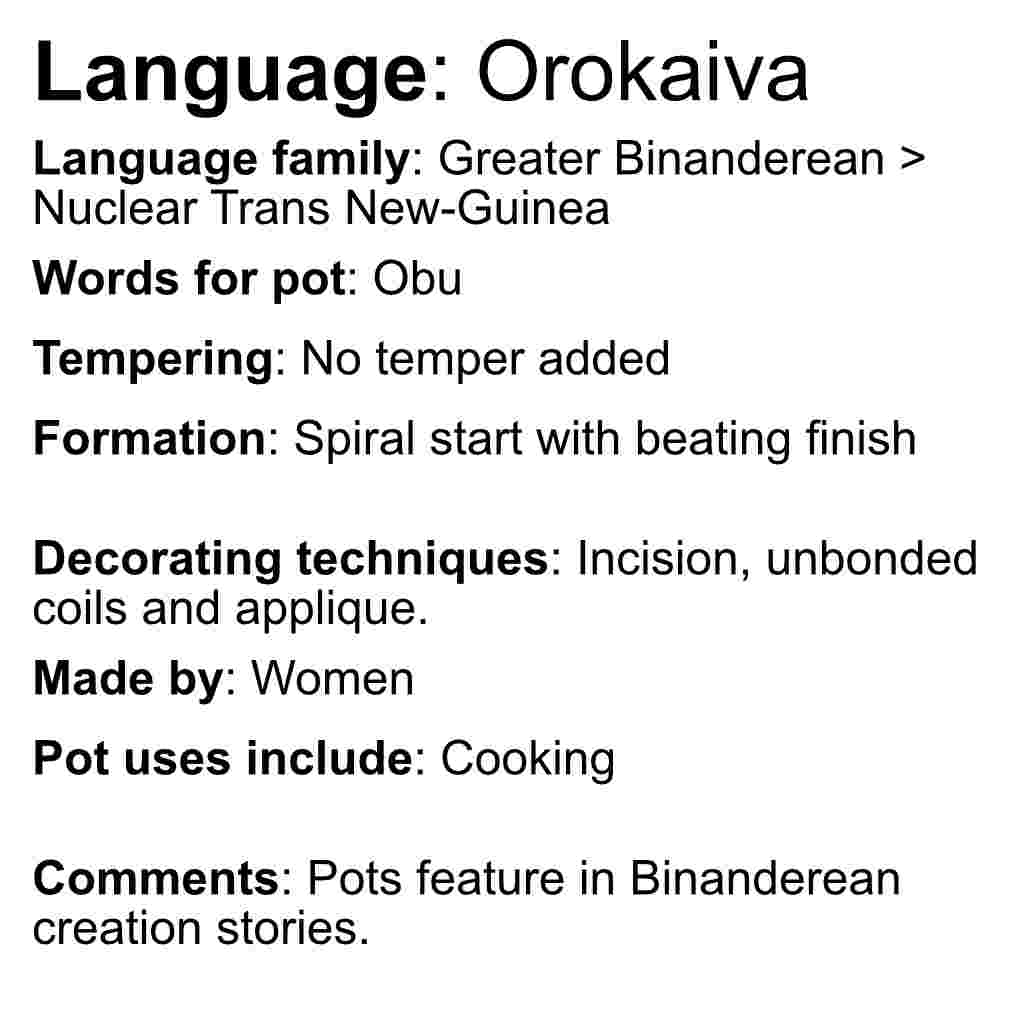 Language: Orokaiva
Language family: Greater Binanderean >
Nuclear Trans New-Guinea
Words for pot: Obu
Tempering: No temper added
Formation: Spiral start with beating finish
Decorating techniques: Incision, unbonded
coils and applique.
Made by: Women
Pot uses include: Cooking
Comments: Pots feature in Binanderean
creation stories.